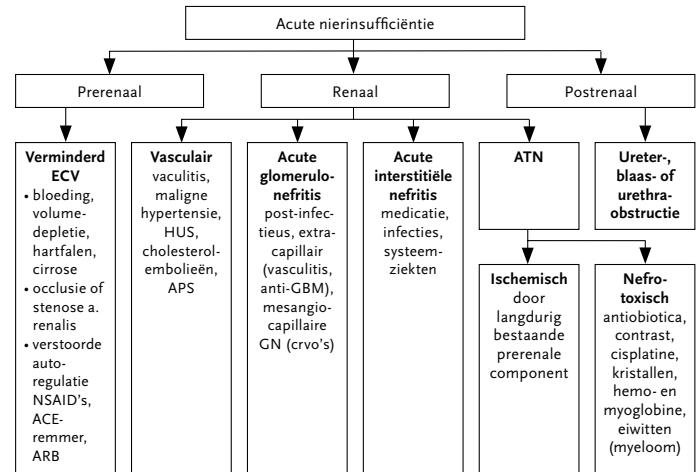 Acute nierinsufficiëntie
Prerenaal
Renaal
Postrenaal
Verminderd
ECV
• bloeding,
volume-
depletie,
hartfalen,
cirrose
• occlusie of
stenose a.
renalis
• verstoorde
auto-
regulatie
NSAID's,
ACE-
remmer,
ARB
Vasculair
vaculitis,
maligne
hypertensie,
HUS,
cholesterol-
embolieën,
APS
Acute
glomerulo-
nefritis
post-infec-
tieus, extra-
capillair
(vasculitis,
anti-GBM),
mesangio-
capillaire
GN (crvo's)
Acute
interstitiële
nefritis
medicatie,
infecties,
systeem-
ziekten
ATN
Ischemisch
door
langdurig
bestaande
prerenale
component
Nefro-
toxisch
antiobiotica,
contrast,
cisplatine,
kristallen,
hemo- en
myoglobine,
eiwitten
(myeloom)
Ureter-,
blaas- of
urethra-
obstructie